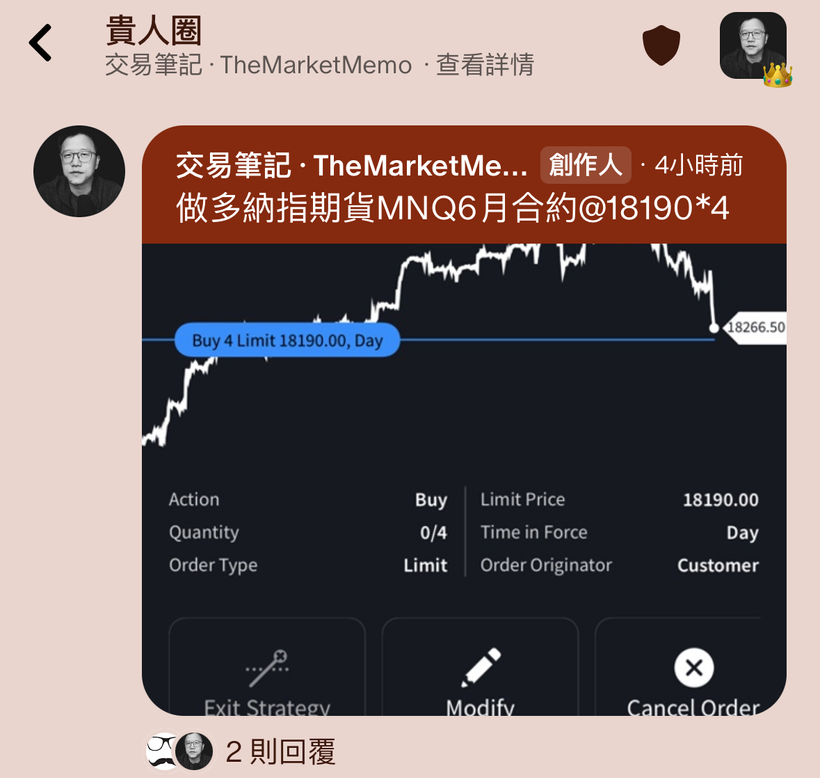 貴人圈
交易筆記 · TheMarketMemo · 查看詳情
交易筆記 · TheMarketMe... 創作人 · 4小時前
做多納指期貨MNQ6月合約@18190*4
18266.50
Buy 4 Limit 18190.00, Day
Action Buy Limit Price 18190.00
Quantity 0/4 Time in Force Day
Order Type Limit Order Originator Customer
Exit Strategy Modify Cancel Order
2 則回覆